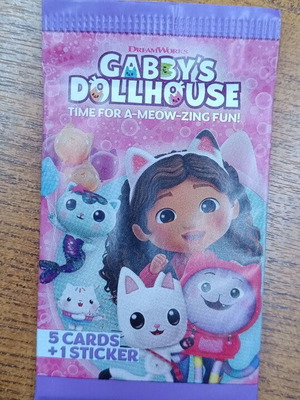 DREAMWORKS
GABBY'S
DOLLHOUSE
TIME FOR A-MEOW-ZING FUN!
5 CARDS
+1 STICKER